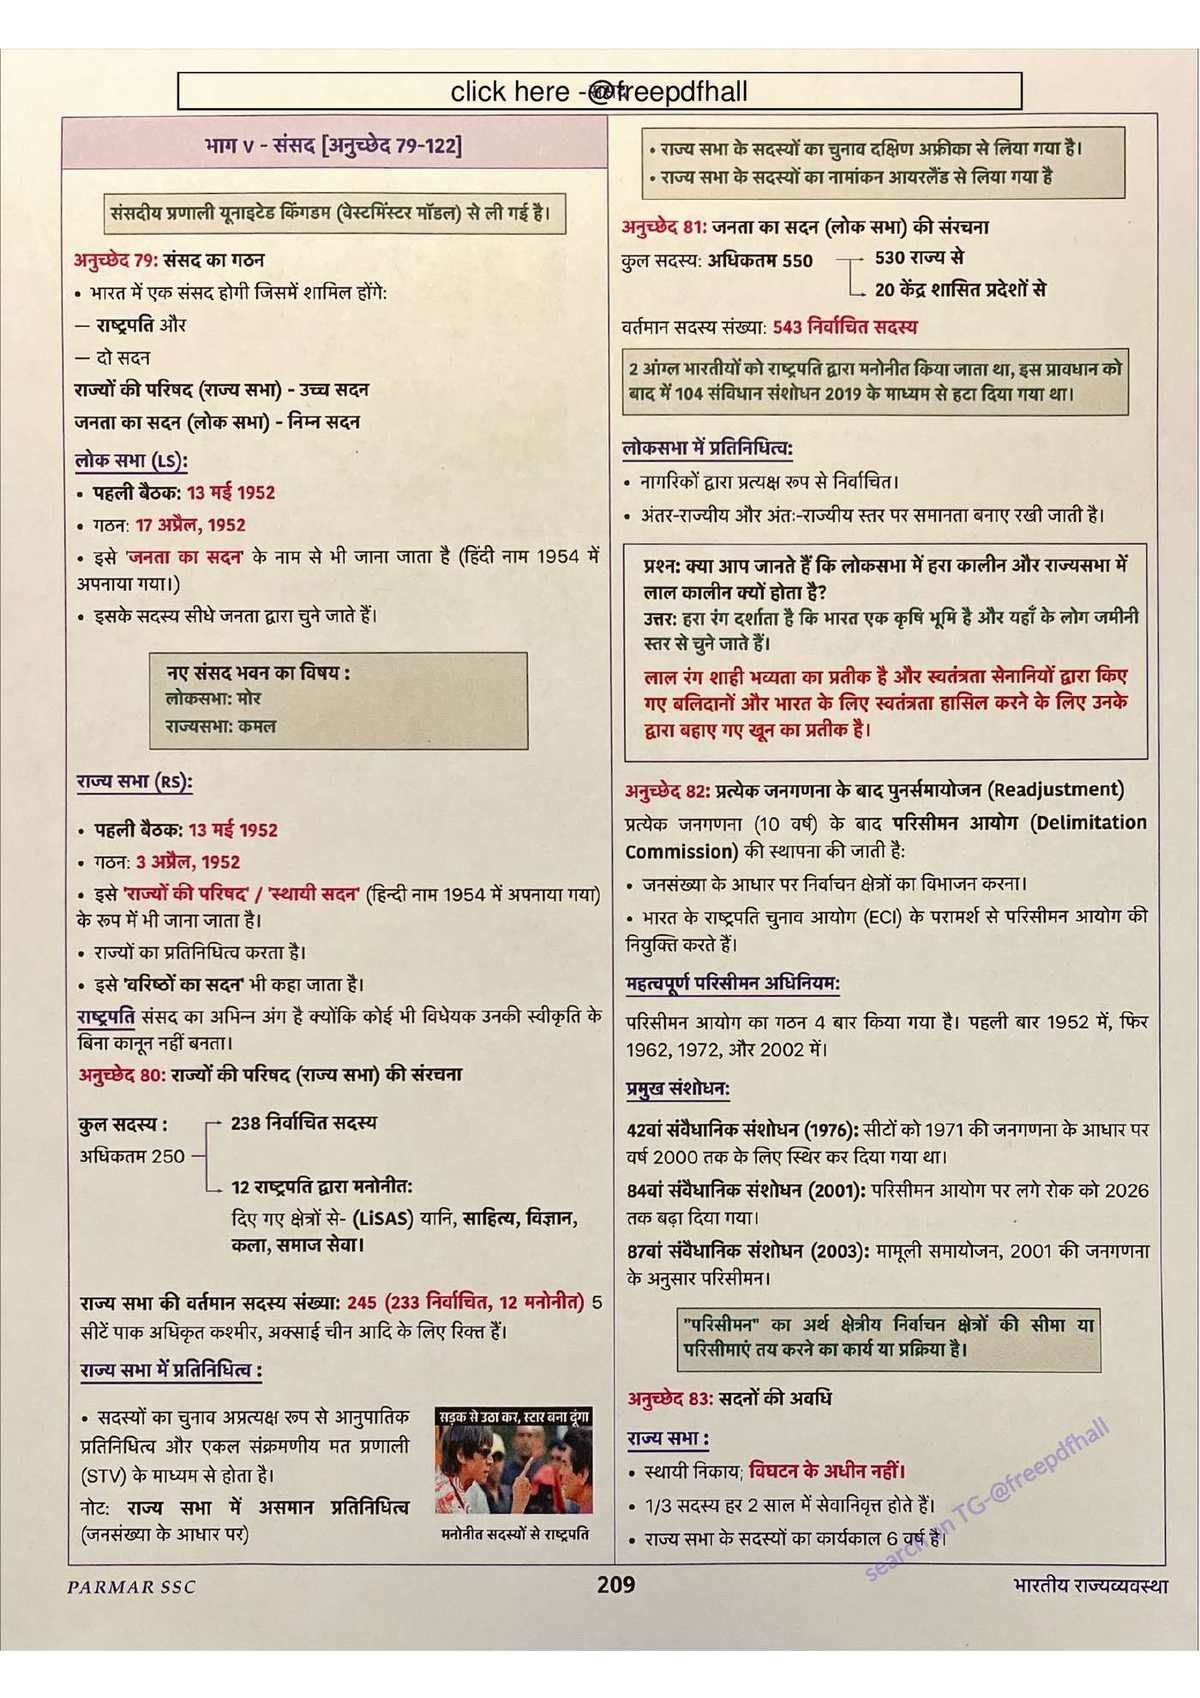 click here -@freepdfhall
भाग V - संसद [अनुच्छेद 79-122]
संसदीय प्रणाली यूनाइटेड किंगडम (वेस्टमिंस्टर मॉडल) से ली गई है।
अनुच्छेद 79: संसद का गठन
• भारत में एक संसद होगी जिसमें शामिल होंगे:
— राष्ट्रपति और
— दो सदन
राज्यों की परिषद (राज्य सभा) - उच्च सदन
जनता का सदन (लोक सभा) - निम्न सदन
लोक सभा (LS):
• पहली बैठक: 13 मई 1952
• गठन: 17 अप्रैल, 1952
• इसे 'जनता का सदन' के नाम से भी जाना जाता है (हिंदी नाम 1954 में
अपनाया गया।)
• इसके सदस्य सीधे जनता द्वारा चुने जाते हैं।
नए संसद भवन का विषय :
लोकसभा: मोर
राज्यसभा: कमल
राज्य सभा (RS):
• पहली बैठक: 13 मई 1952
• गठन: 3 अप्रैल, 1952
• इसे 'राज्यों की परिषद' / 'स्थायी सदन' (हिन्दी नाम 1954 में अपनाया गया)
के रूप में भी जाना जाता है।
• राज्यों का प्रतिनिधित्व करता है।
• इसे 'वरिष्ठों का सदन' भी कहा जाता है।
राष्ट्रपति संसद का अभिन्न अंग है क्योंकि कोई भी विधेयक उनकी स्वीकृति के
बिना कानून नहीं बनता।
अनुच्छेद 80: राज्यों की परिषद (राज्य सभा) की संरचना
कुल सदस्य :
अधिकतम 250
238 निर्वाचित सदस्य
12 राष्ट्रपति द्वारा मनोनीत:
दिए गए क्षेत्रों से- (LiSAS) यानि, साहित्य, विज्ञान,
कला, समाज सेवा।
राज्य सभा की वर्तमान सदस्य संख्या: 245 (233 निर्वाचित, 12 मनोनीत) 5
सीटें पाक अधिकृत कश्मीर, अक्साई चीन आदि के लिए रिक्त हैं।
राज्य सभा में प्रतिनिधित्व :
• सदस्यों का चुनाव अप्रत्यक्ष रूप से आनुपातिक
प्रतिनिधित्व और एकल संक्रमणीय मत प्रणाली
(STV) के माध्यम से होता है।
नोट: राज्य सभा में असमान प्रतिनिधित्व
(जनसंख्या के आधार पर)
सड़क से उठा कर, स्टार बना दूंगा
मनोनीत सदस्यों से राष्ट्रपति
• राज्य सभा के सदस्यों का चुनाव दक्षिण अफ्रीका से लिया गया है।
• राज्य सभा के सदस्यों का नामांकन आयरलैंड से लिया गया है
अनुच्छेद 81: जनता का सदन (लोक सभा) की संरचना
कुल सदस्य: अधिकतम 550
530 राज्य से
20 केंद्र शासित प्रदेशों से
वर्तमान सदस्य संख्या: 543 निर्वाचित सदस्य
2 आंग्ल भारतीयों को राष्ट्रपति द्वारा मनोनीत किया जाता था, इस प्रावधान को
बाद में 104 संविधान संशोधन 2019 के माध्यम से हटा दिया गया था।
लोकसभा में प्रतिनिधित्व:
• नागरिकों द्वारा प्रत्यक्ष रूप से निर्वाचित।
• अंतर-राज्यीय और अंतः-राज्यीय स्तर पर समानता बनाए रखी जाती है।
प्रश्न: क्या आप जानते हैं कि लोकसभा में हरा कालीन और राज्यसभा में
लाल कालीन क्यों होता है?
उत्तर: हरा रंग दर्शाता है कि भारत एक कृषि भूमि है और यहाँ के लोग जमीनी
स्तर से चुने जाते हैं।
लाल रंग शाही भव्यता का प्रतीक है और स्वतंत्रता सेनानियों द्वारा किए
गए बलिदानों और भारत के लिए स्वतंत्रता हासिल करने के लिए उनके
द्वारा बहाए गए खून का प्रतीक है।
अनुच्छेद 82: प्रत्येक जनगणना के बाद पुनर्समायोजन (Readjustment)
प्रत्येक जनगणना (10 वर्ष) के बाद परिसीमन आयोग (Delimitation
Commission) की स्थापना की जाती है:
• जनसंख्या के आधार पर निर्वाचन क्षेत्रों का विभाजन करना।
• भारत के राष्ट्रपति चुनाव आयोग (ECI) के परामर्श से परिसीमन आयोग की
नियुक्ति करते हैं।
महत्वपूर्ण परिसीमन अधिनियम:
परिसीमन आयोग का गठन 4 बार किया गया है। पहली बार 1952 में, फिर
1962, 1972, और 2002 में।
प्रमुख संशोधन:
42वां संवैधानिक संशोधन (1976): सीटों को 1971 की जनगणना के आधार पर
वर्ष 2000 तक के लिए स्थिर कर दिया गया था।
84वां संवैधानिक संशोधन (2001): परिसीमन आयोग पर लगे रोक को 2026
तक बढ़ा दिया गया।
87वां संवैधानिक संशोधन (2003): मामूली समायोजन, 2001 की जनगणना
के अनुसार परिसीमन।
"परिसीमन" का अर्थ क्षेत्रीय निर्वाचन क्षेत्रों की सीमा या
परिसीमाएं तय करने का कार्य या प्रक्रिया है।
अनुच्छेद 83: सदनों की अवधि
राज्य सभा :
• स्थायी निकाय; विघटन के अधीन नहीं।
• 1/3 सदस्य हर 2 साल में सेवानिवृत्त होते हैं।
• राज्य सभा के सदस्यों का कार्यकाल 6 वर्ष है।
search on TG-@freepdfhall
PARMAR SSC
209
भारतीय राज्यव्यवस्था